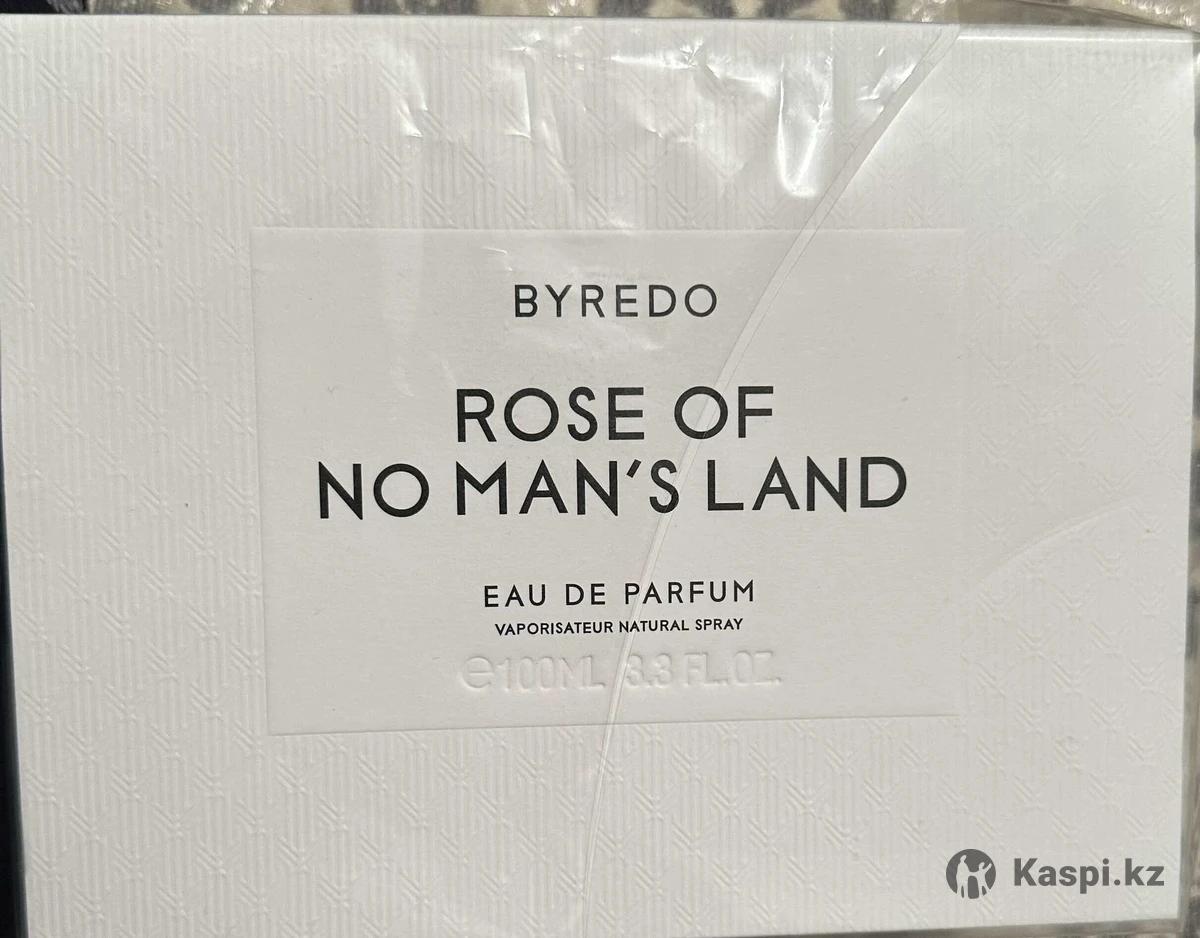 BYREDO
ROSE OF
NO MAN'S LAND
EAU DE PARFUM
VAPORISATEUR NATURAL SPRAY
℮100ML 3.3 FL.OZ.
Kaspi.kz